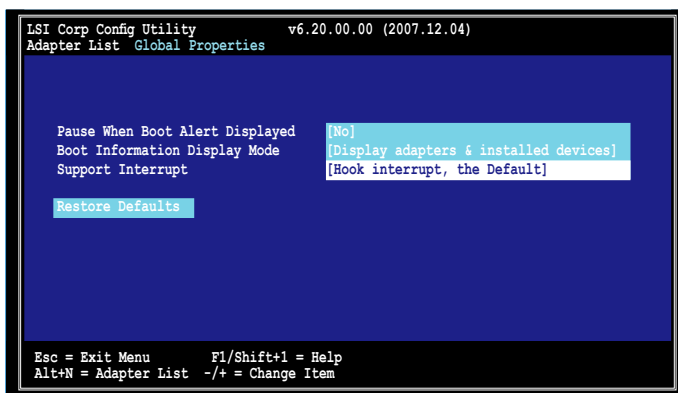 LSI Corp Config Utility v6.20.00.00 (2007.12.04)
Adapter List Global Properties
Pause When Boot Alert Displayed [No]
Boot Information Display Mode [Display adapters & installed devices]
Support Interrupt [Hook interrupt, the Default]
Restore Defaults
Esc = Exit Menu F1/Shift+1 = Help
Alt+N = Adapter List -/+ = Change Item